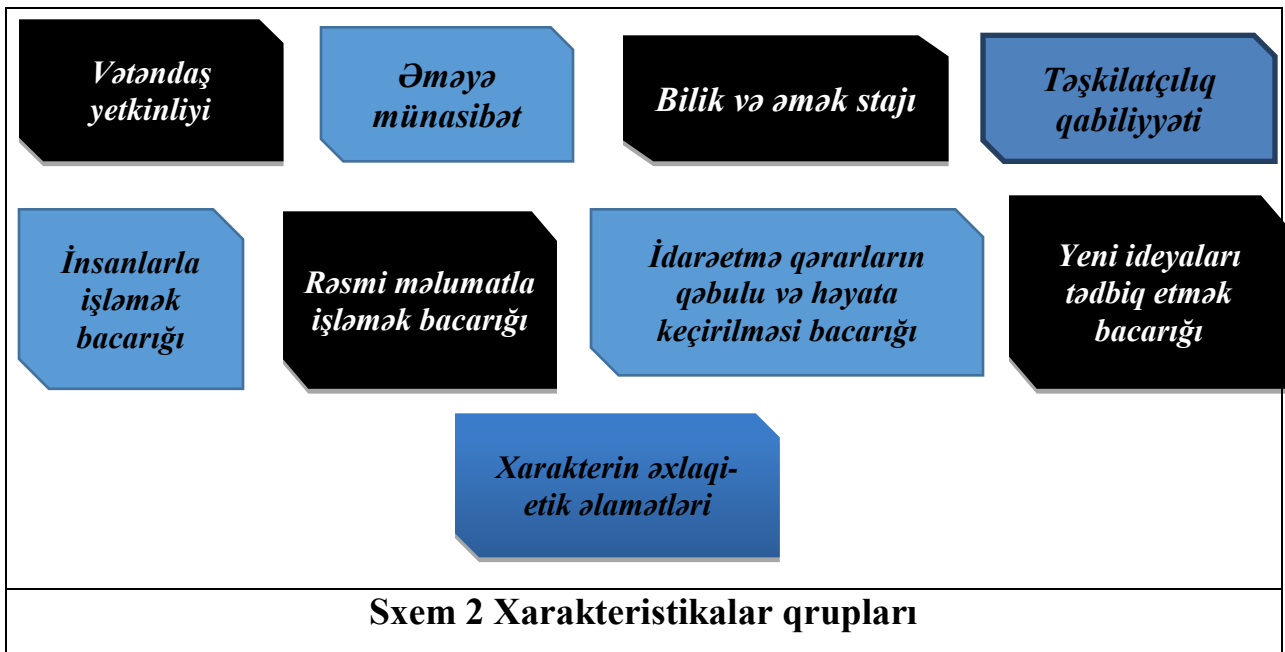 Vətəndaş
yetkinliyi
Əməyə
münasibət
Bilik və əmək stajı
Təşkilatçılıq
qabiliyyəti
İnsanlarla
işləmək
bacarığı
Rəsmi məlumatla
işləmək bacarığı
İdarəetmə qərarların
qəbulu və həyata
keçirilməsi bacarığı
Yeni ideyaları
tədbiq etmək
bacarığı
Xarakterin əxlaqi-
etik əlamətləri
Sxem 2 Xarakteristikalar qrupları